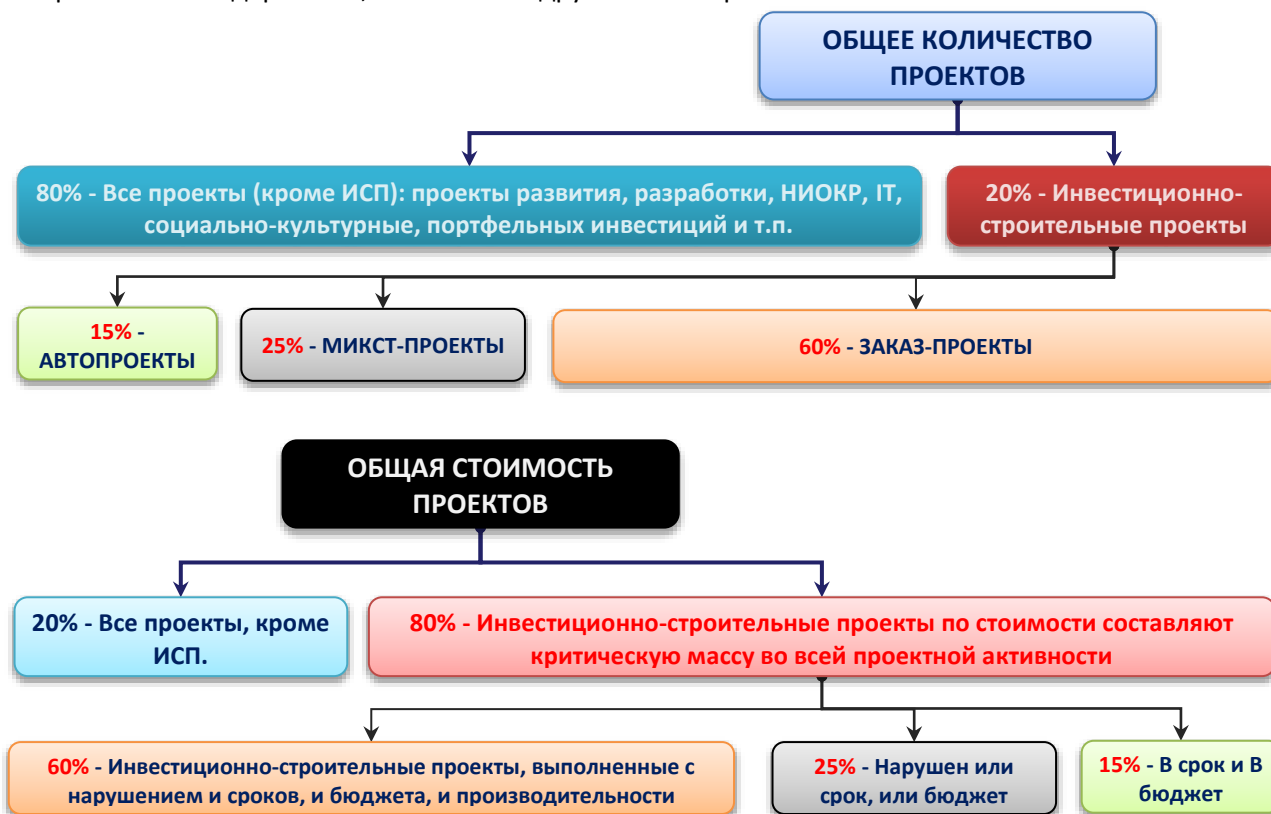 ОБЩЕЕ КОЛИЧЕСТВО
ПРОЕКТОВ
80% - Все проекты (кроме ИСП): проекты развития, разработки, НИОКР, IT,
социально-культурные, портфельных инвестиций и т.п.
20% - Инвестиционно-
строительные проекты
15% -
АВТОПРОЕКТЫ
25% - МИКСТ-ПРОЕКТЫ
60% - ЗАКАЗ-ПРОЕКТЫ
ОБЩАЯ СТОИМОСТЬ
ПРОЕКТОВ
20% - Все проекты, кроме
ИСП.
80% - Инвестиционно-строительные проекты по стоимости составляют
критическую массу во всей проектной активности
60% - Инвестиционно-строительные проекты, выполненные с
нарушением и сроков, и бюджета, и производительности
25% - Нарушен или
срок, или бюджет
15% - В срок и В
бюджет